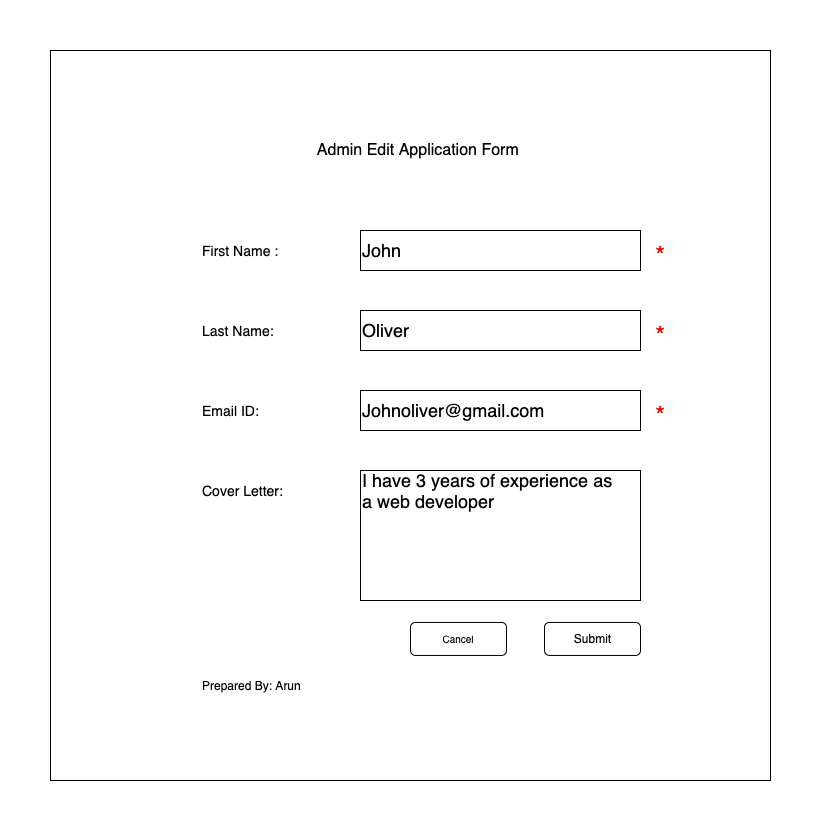 Admin Edit Application Form
First Name :
John
*
Last Name:
Oliver
*
Email ID:
Johnoliver@gmail.com
*
Cover Letter:
I have 3 years of experience as
a web developer
Cancel
Submit
Prepared By: Arun